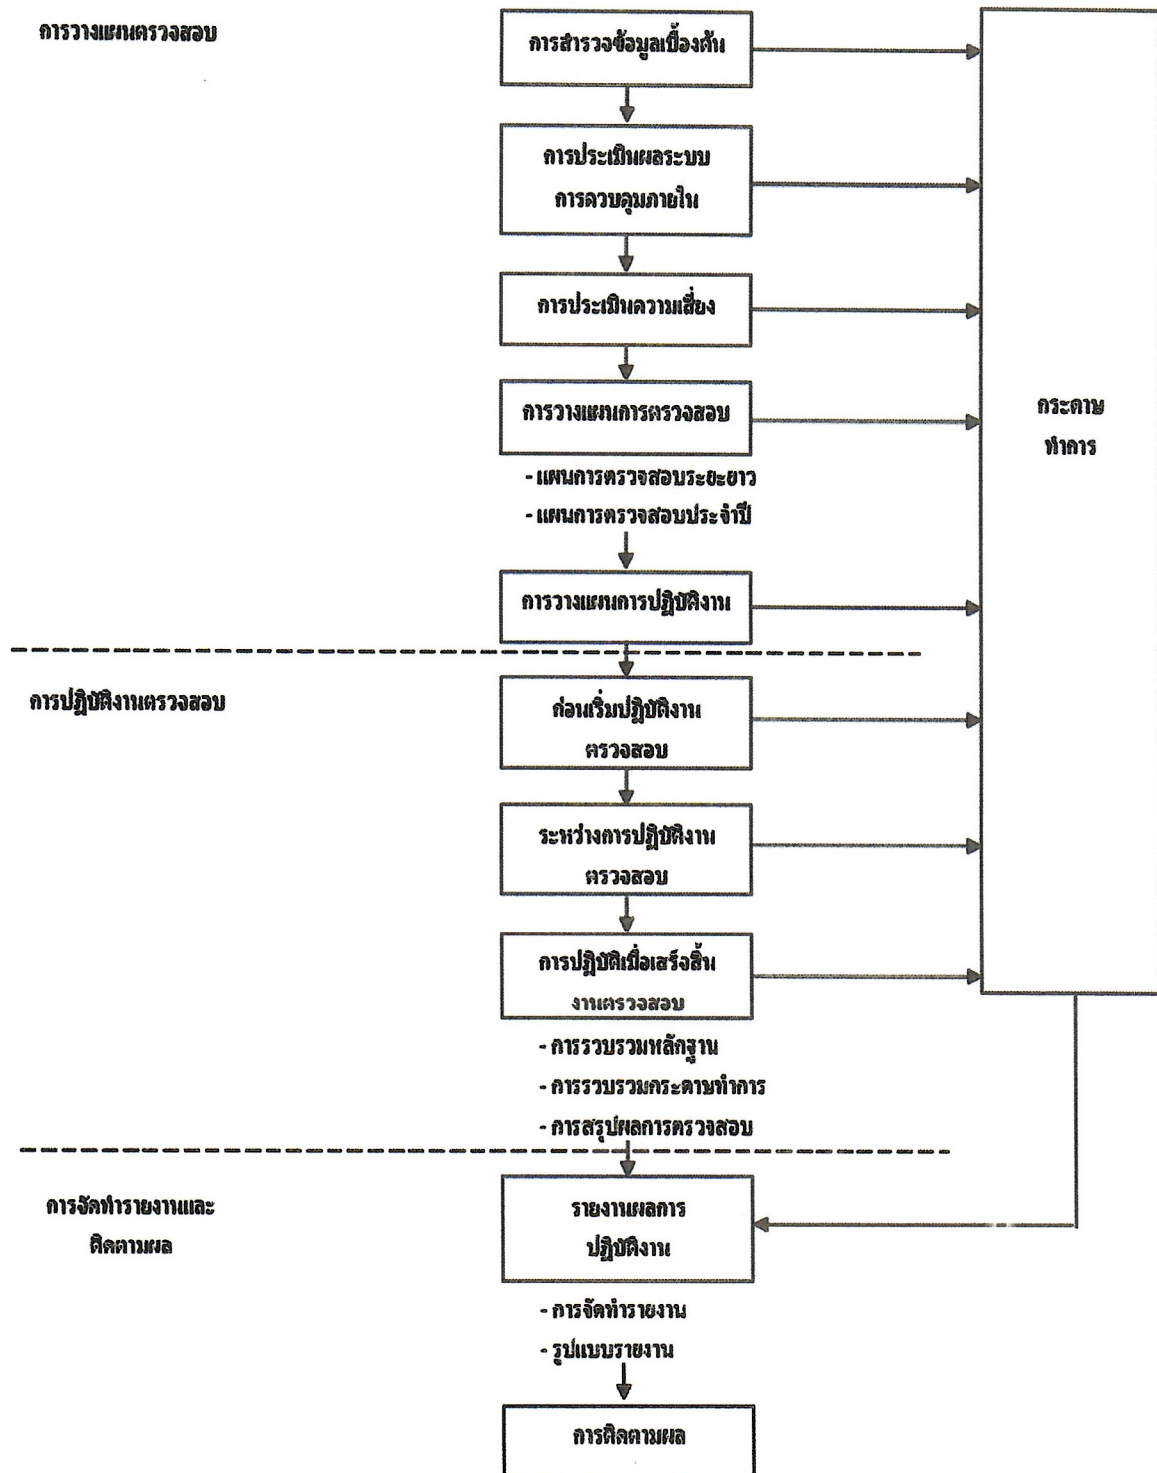 การวางแผนตรวจสอบ
การสำรวจข้อมูลเบื้องต้น
การประเมินผลระบบ
การควบคุมภายใน
การประเมินความเสี่ยง
การวางแผนการตรวจสอบ
- แผนการตรวจสอบระยะยาว
- แผนการตรวจสอบประจำปี
การวางแผนการปฏิบัติงาน
กระดาษ
ทำการ
การปฏิบัติงานตรวจสอบ
ก่อนเริ่มปฏิบัติงาน
ตรวจสอบ
ระหว่างการปฏิบัติงาน
ตรวจสอบ
การปฏิบัติเมื่อเสร็จสิ้น
งานตรวจสอบ
- การรวบรวมหลักฐาน
- การรวบรวมกระดาษทำการ
- การสรุปผลการตรวจสอบ
การจัดทำรายงานและ
ติดตามผล
รายงานผลการ
ปฏิบัติงาน
- การจัดทำรายงาน
- รูปแบบรายงาน
การติดตามผล